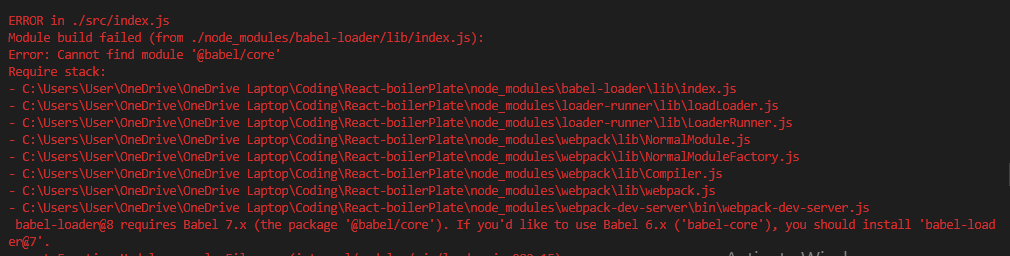 ERROR in ./src/index.js
Module build failed (from ./node_modules/babel-loader/lib/index.js):
Error: Cannot find module '@babel/core'
Require stack:
- C:\Users\User\OneDrive\OneDrive Laptop\Coding\React-boilerPlate\node_modules\babel-loader\lib\index.js
- C:\Users\User\OneDrive\OneDrive Laptop\Coding\React-boilerPlate\node_modules\loader-runner\lib\loadLoader.js
- C:\Users\User\OneDrive\OneDrive Laptop\Coding\React-boilerPlate\node_modules\loader-runner\lib\LoaderRunner.js
- C:\Users\User\OneDrive\OneDrive Laptop\Coding\React-boilerPlate\node_modules\webpack\lib\NormalModule.js
- C:\Users\User\OneDrive\OneDrive Laptop\Coding\React-boilerPlate\node_modules\webpack\lib\NormalModuleFactory.js
- C:\Users\User\OneDrive\OneDrive Laptop\Coding\React-boilerPlate\node_modules\webpack\lib\Compiler.js
- C:\Users\User\OneDrive\OneDrive Laptop\Coding\React-boilerPlate\node_modules\webpack\lib\webpack.js
- C:\Users\User\OneDrive\OneDrive Laptop\Coding\React-boilerPlate\node_modules\webpack-dev-server\bin\webpack-dev-server.js
 babel-loader@8 requires Babel 7.x (the package '@babel/core'). If you'd like to use Babel 6.x ('babel-core'), you should install 'babel-load
er@7'.